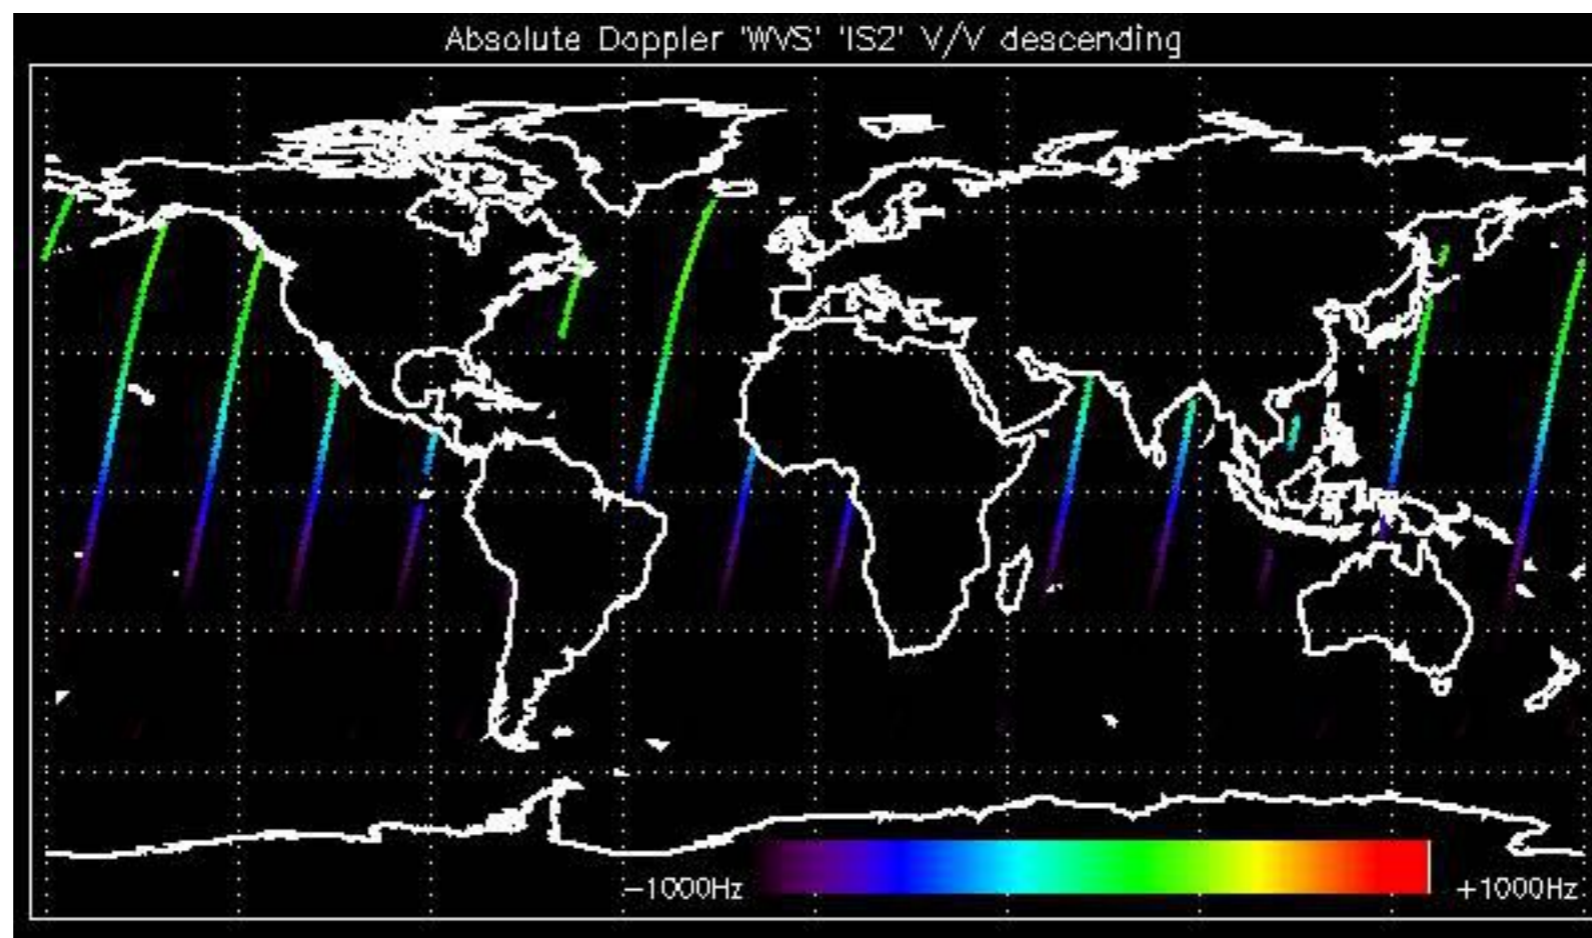 Absolute Doppler 'WVS' 'IS2' V/V descending
-1000Hz
+1000Hz